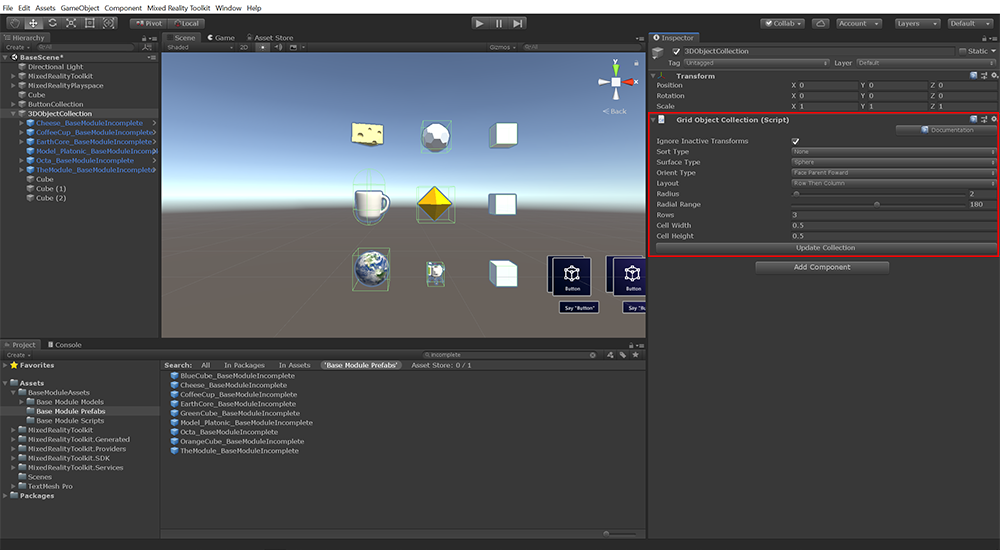 File Edit Assets GameObject Component Mixed Reality Toolkit Window Help
Pivot Local Collab Account Layers Default
Hierarchy
Create All
BaseScene*
Directional Light
MixedRealityToolkit
MixedRealityPlayspace
Cube
ButtonCollection
3DObjectCollection
Cheese_BaseModuleIncomplete
CoffeeCup_BaseModuleIncomplete
EarthCore_BaseModuleIncomplete
Model_Platonic_BaseModuleIncomple
Octa_BaseModuleIncomplete
TheModule_BaseModuleIncomplete
Cube
Cube (1)
Cube (2)
Scene Game Asset Store
Shaded 2D Gizmos All
y
x
Back
Button Button
Say "Button" Say "Bu
Inspector
3DObjectCollection Static
Tag Untagged Layer Default
Transform
Position X 0 Y 0 Z 0
Rotation X 0 Y 0 Z 0
Scale X 1 Y 1 Z 1
Grid Object Collection (Script)
Documentation
Ignore Inactive Transforms
Sort Type None
Surface Type Sphere
Orient Type Face Parent Foward
Layout Row Then Column
Radius 2
Radial Range 180
Rows 3
Cell Width 0.5
Cell Height 0.5
Update Collection
Add Component
Project Console
Create incomplete
Favorites
Assets
BaseModuleAssets
Base Module Models
Base Module Prefabs
Base Module Scripts
MixedRealityToolkit
MixedRealityToolkit.Generated
MixedRealityToolkit.Providers
MixedRealityToolkit.SDK
MixedRealityToolkit.Services
Scenes
TextMesh Pro
Packages
Search: All In Packages In Assets 'Base Module Prefabs' Asset Store: 0 / 1
BlueCube_BaseModuleIncomplete
Cheese_BaseModuleIncomplete
CoffeeCup_BaseModuleIncomplete
EarthCore_BaseModuleIncomplete
GreenCube_BaseModuleIncomplete
Model_Platonic_BaseModuleIncomplete
Octa_BaseModuleIncomplete
OrangeCube_BaseModuleIncomplete
TheModule_BaseModuleIncomplete